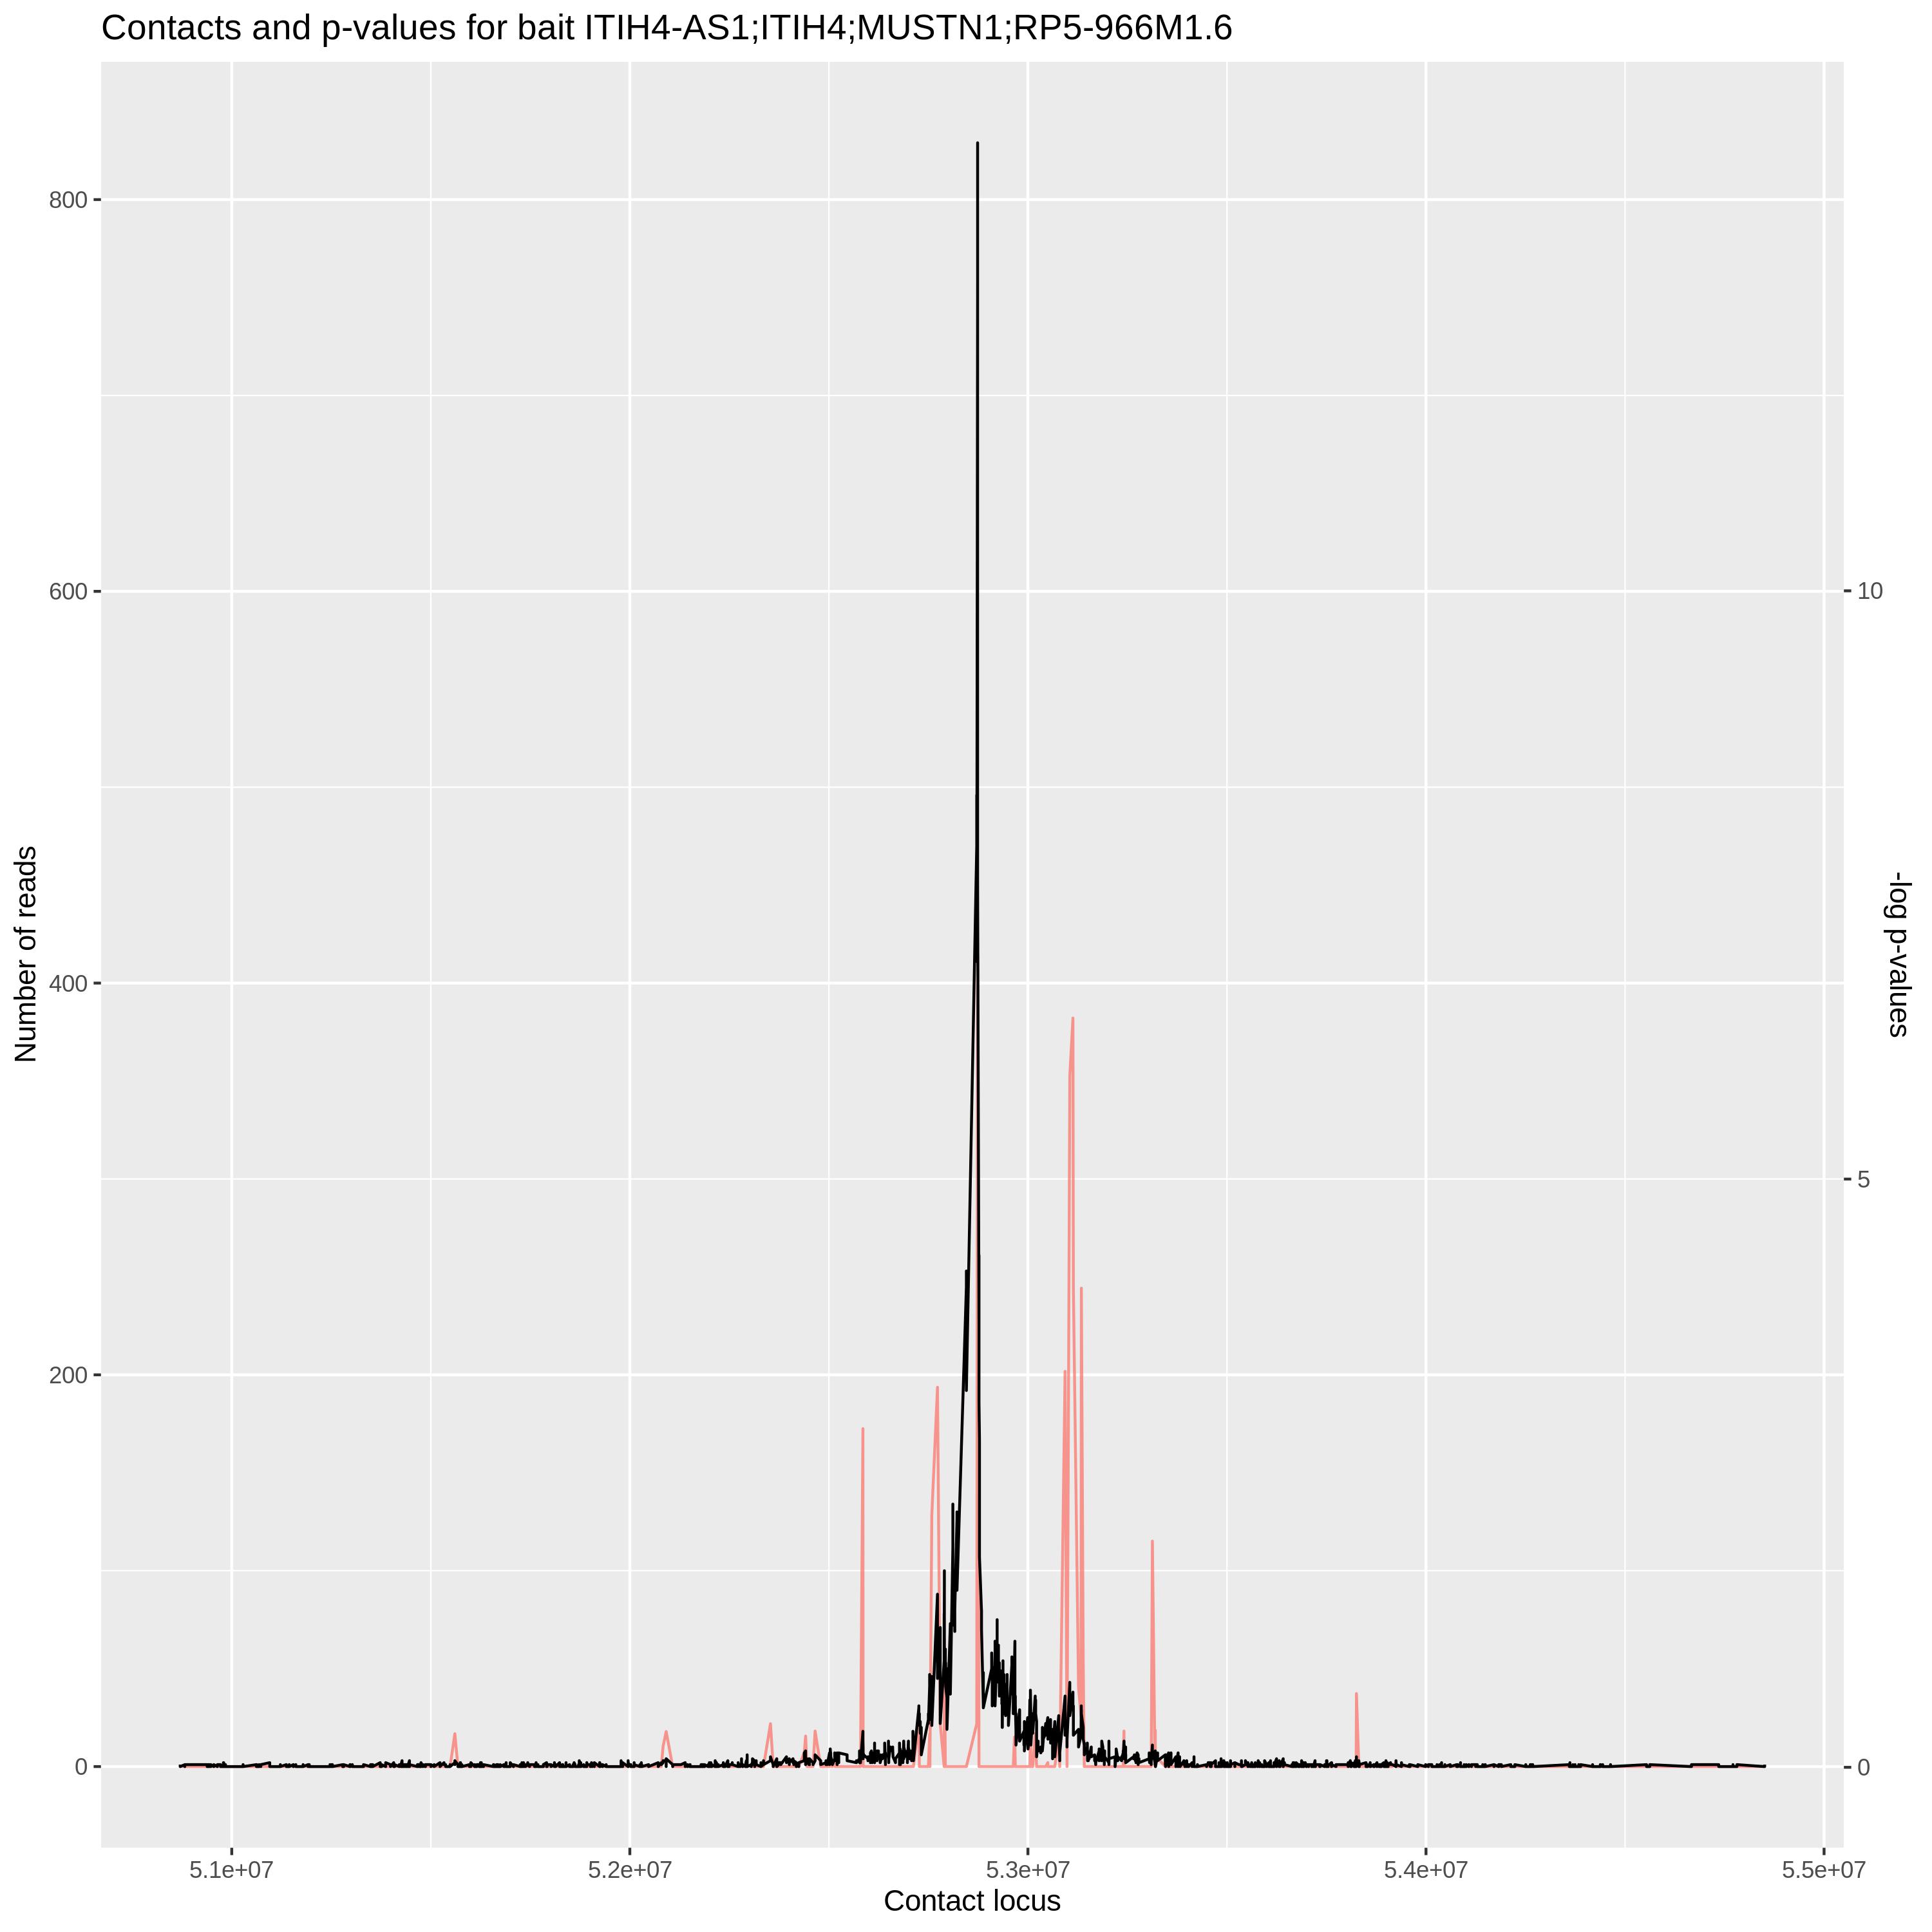 Contacts and p-values for bait ITIH4-AS1;ITIH4;MUSTN1;RP5-966M1.6
800
600
400
200
0
Number of reads
10
5
0
-log p-values
5.1e+07
5.2e+07
5.3e+07
5.4e+07
5.5e+07
Contact locus